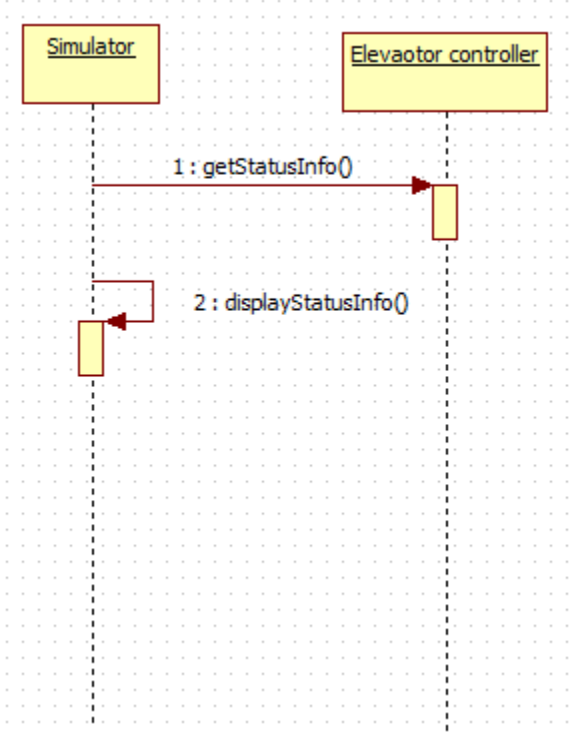 Simulator
Elevaotor controller
1 : getStatusInfo()
2 : displayStatusInfo()